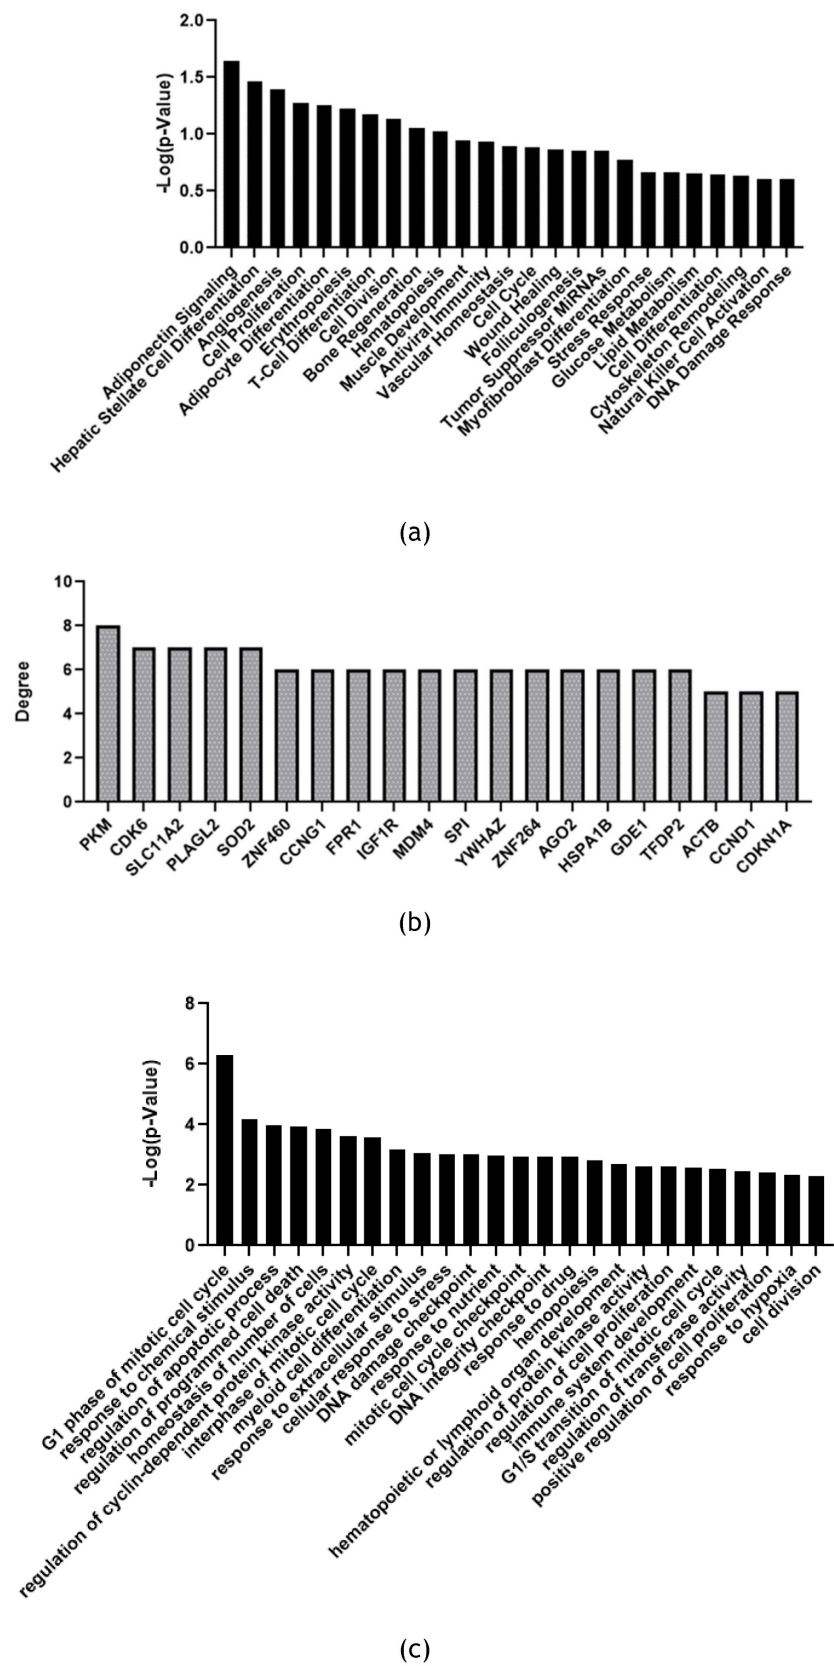 2.0
1.5
1.0
0.5
0.0
-Log(p-Value)
Adiponectin Signaling
Hepatic Stellate Cell Differentiation
Angiogenesis
Cell Proliferation
Adipocyte Differentiation
Erythropolesis
T-Cell Differentiation
Cell Division
Bone Regeneration
Hematopoiesis
Muscle Development
Antiviral Immunity
Vascular Homeostasis
Cell Cycle
Wound Healing
Folliculogenesis
Tumor Suppressor MiRNAs
Myofibroblast Differentiation
Stress Response
Glucose Metabolism
Lipid Metabolism
Cell Differentiation
Cytoskeleton Remodeling
Natural Killer Cell Activation
DNA Damage Response
(a)
10
8
6
4
2
0
Degree
PKM
CDK6
SLC11A2
PLAGL2
SOD2
ZNF460
CCNG1
FPR1
IGF1R
MDM4
SPI
YWHAZ
ZNF264
AGO2
HSPA1B
GDE1
TFDP2
ACTB
CCND1
CDKN1A
(b)
8
6
4
2
0
-Log(p-Value)
G1 phase of mitotic cell cycle
response to chemical stimulus
regulation of apoptotic process
regulation of programmed cell death
homeostasis of number of cells
regulation of cyclin-dependent protein kinase activity
interphase of mitotic cell cycle
myeloid cell differentiation
response to extracellular stimulus
cellular response to stress
DNA damage checkpoint
response to nutrient
mitotic cell cycle checkpoint
DNA integrity checkpoint
response to drug
hemopoiesis
hematopoietic or lymphoid organ development
regulation of protein kinase activity
regulation of cell proliferation
immune system development
G1/S transition of mitotic cell cycle
regulation of transferase activity
positive regulation of cell proliferation
response to hypoxia
cell division
(c)